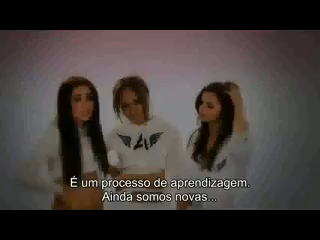 É um processo de aprendizagem.
Ainda somos novas...